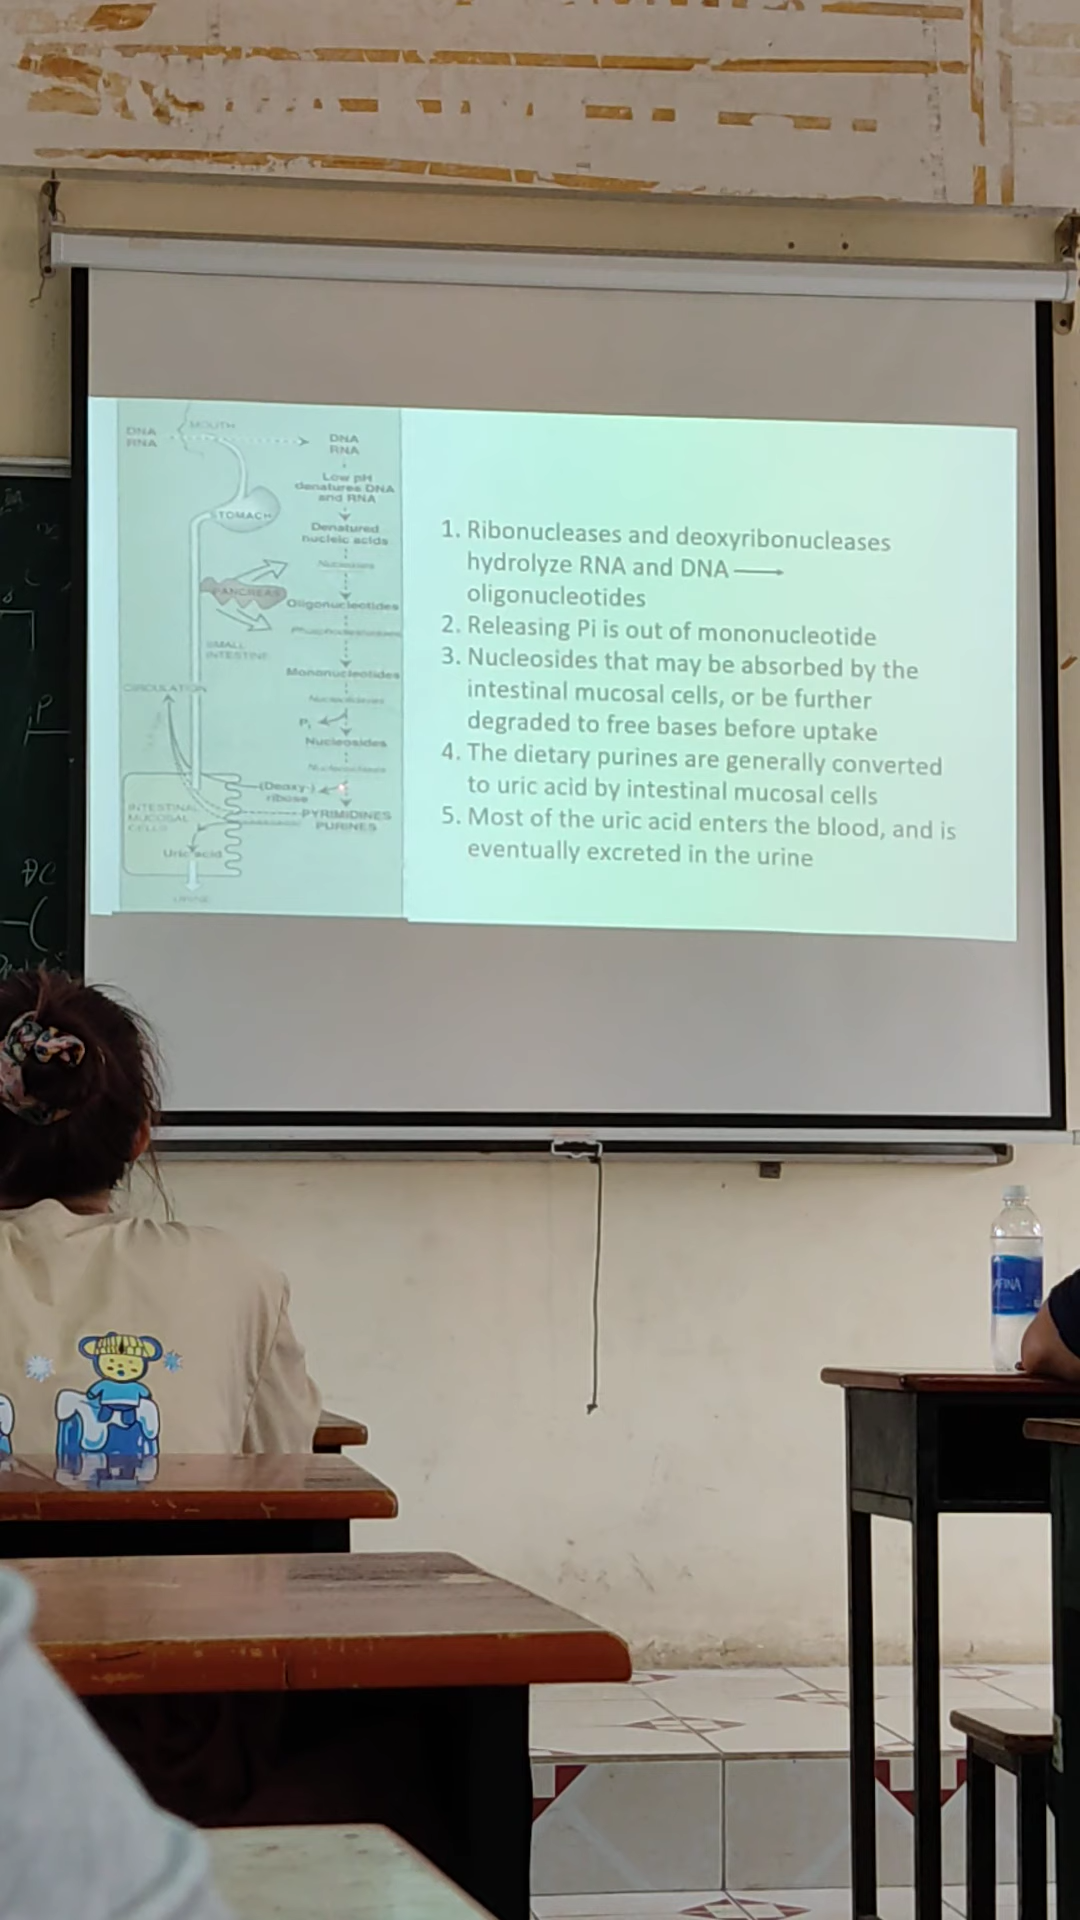 DNA
RNA
MOUTH
DNA
RNA
Low pH
denatures DNA
and RNA
STOMACH
Denatured
nucleic acids
Nucleases
PANCREAS
Oligonucleotides
Phosphodiesterases
SMALL
INTESTINE
Mononucleotides
CIRCULATION
Pi
Nucleosides
(Deoxy-)
ribose
PYRIMIDINES
PURINES
INTESTINAL
MUCOSAL
CELLS
Uric acid
URINE
1. Ribonucleases and deoxyribonucleases
hydrolyze RNA and DNA ⟶
oligonucleotides
2. Releasing Pi is out of mononucleotide
3. Nucleosides that may be absorbed by the
intestinal mucosal cells, or be further
degraded to free bases before uptake
4. The dietary purines are generally converted
to uric acid by intestinal mucosal cells
5. Most of the uric acid enters the blood, and is
eventually excreted in the urine
P
ĐC
AFINA